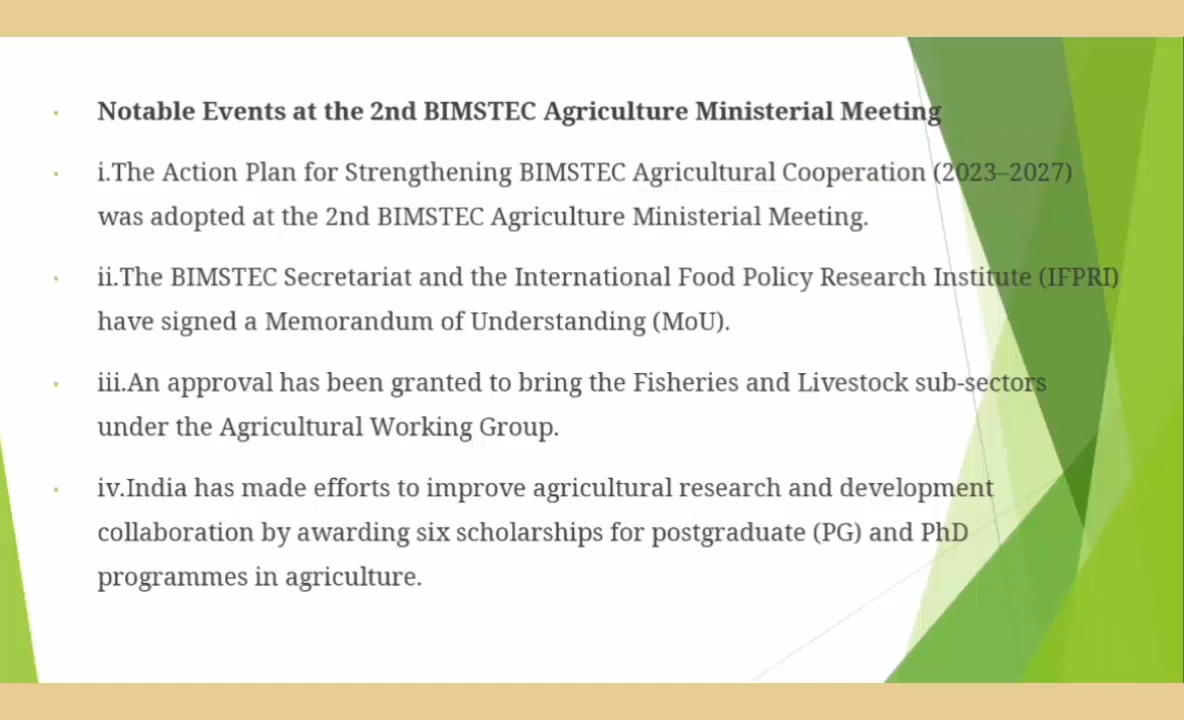 Notable Events at the 2nd BIMSTEC Agriculture Ministerial Meeting
i.The Action Plan for Strengthening BIMSTEC Agricultural Cooperation (2023–2027)
was adopted at the 2nd BIMSTEC Agriculture Ministerial Meeting.
ii.The BIMSTEC Secretariat and the International Food Policy Research Institute (IFPRI)
have signed a Memorandum of Understanding (MoU).
iii.An approval has been granted to bring the Fisheries and Livestock sub-sectors
under the Agricultural Working Group.
iv.India has made efforts to improve agricultural research and development
collaboration by awarding six scholarships for postgraduate (PG) and PhD
programmes in agriculture.